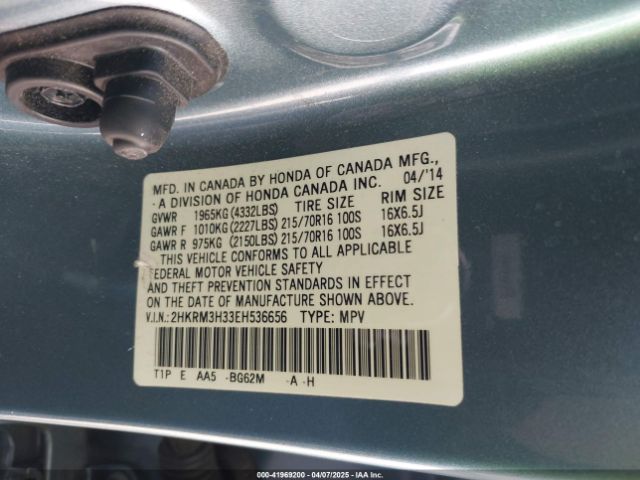 MFD. IN CANADA BY HONDA OF CANADA MFG.,
- A DIVISION OF HONDA CANADA INC. 04/'14
GVWR 1965KG (4332LBS) TIRE SIZE RIM SIZE
GAWR F 1010KG (2227LBS) 215/70R16 100S 16X6.5J
GAWR R 975KG (2150LBS) 215/70R16 100S 16X6.5J
THIS VEHICLE CONFORMS TO ALL APPLICABLE
FEDERAL MOTOR VEHICLE SAFETY
AND THEFT PREVENTION STANDARDS IN EFFECT
ON THE DATE OF MANUFACTURE SHOWN ABOVE.
V.I.N.: 2HKRM3H33EH536656 TYPE: MPV
T1P E AA5 -BG62M -A -H
000-41969200 - 04/07/2025 - IAAI.com